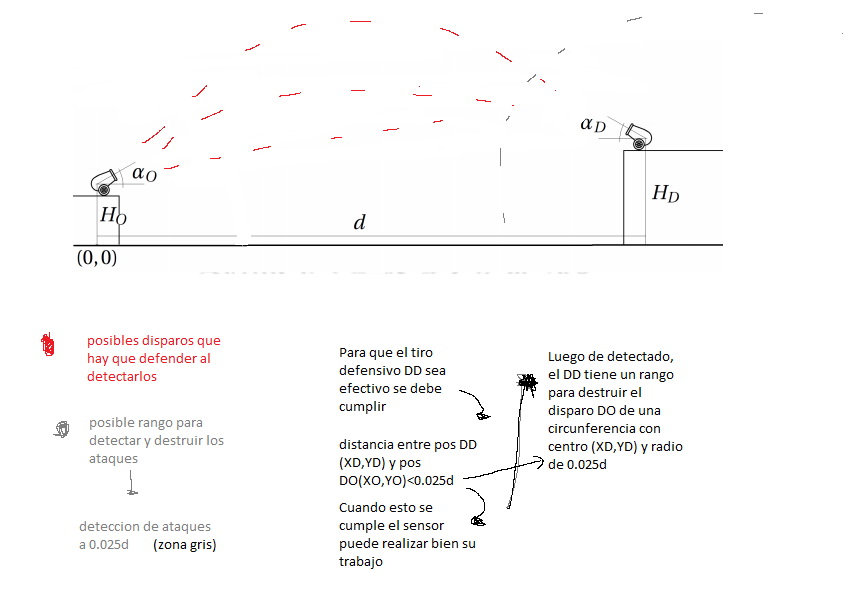 αO
αD
HO
HD
d
(0,0)
posibles disparos que
hay que defender al
detectarlos
posible rango para
detectar y destruir los
ataques
deteccion de ataques
a 0.025d (zona gris)
Para que el tiro
defensivo DD sea
efectivo se debe
cumplir
distancia entre pos DD
(XD,YD) y pos
DO(XO,YO)<0.025d
Cuando esto se
cumple el sensor
puede realizar bien su
trabajo
Luego de detectado,
el DD tiene un rango
para destruir el
disparo DO de una
circunferencia con
centro (XD,YD) y radio
de 0.025d